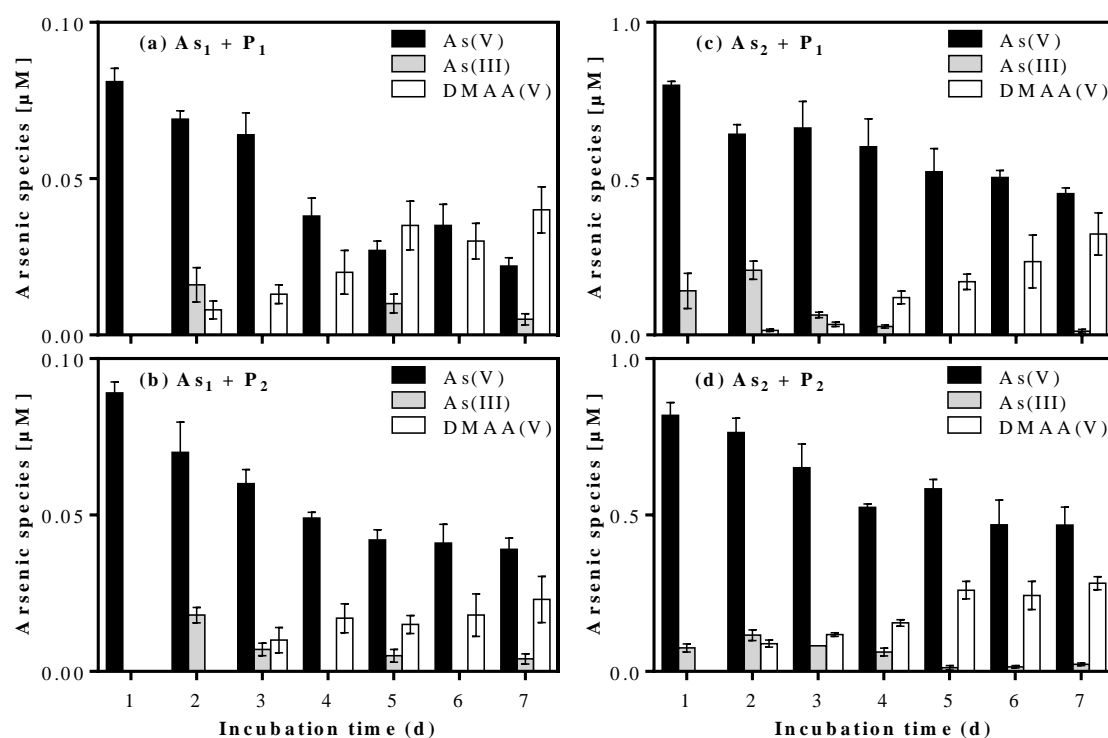 (a) As₁ + P₁
As(V)
As(III)
DMAA(V)
Arsenic species [µM]
0.10
0.05
0.00
(c) As₂ + P₁
As(V)
As(III)
DMAA(V)
Arsenic species [µM]
1.0
0.5
0.0
(b) As₁ + P₂
As(V)
As(III)
DMAA(V)
Arsenic species [µM]
0.10
0.05
0.00
1 2 3 4 5 6 7
Incubation time (d)
(d) As₂ + P₂
As(V)
As(III)
DMAA(V)
Arsenic species [µM]
1.0
0.5
0.0
1 2 3 4 5 6 7
Incubation time (d)